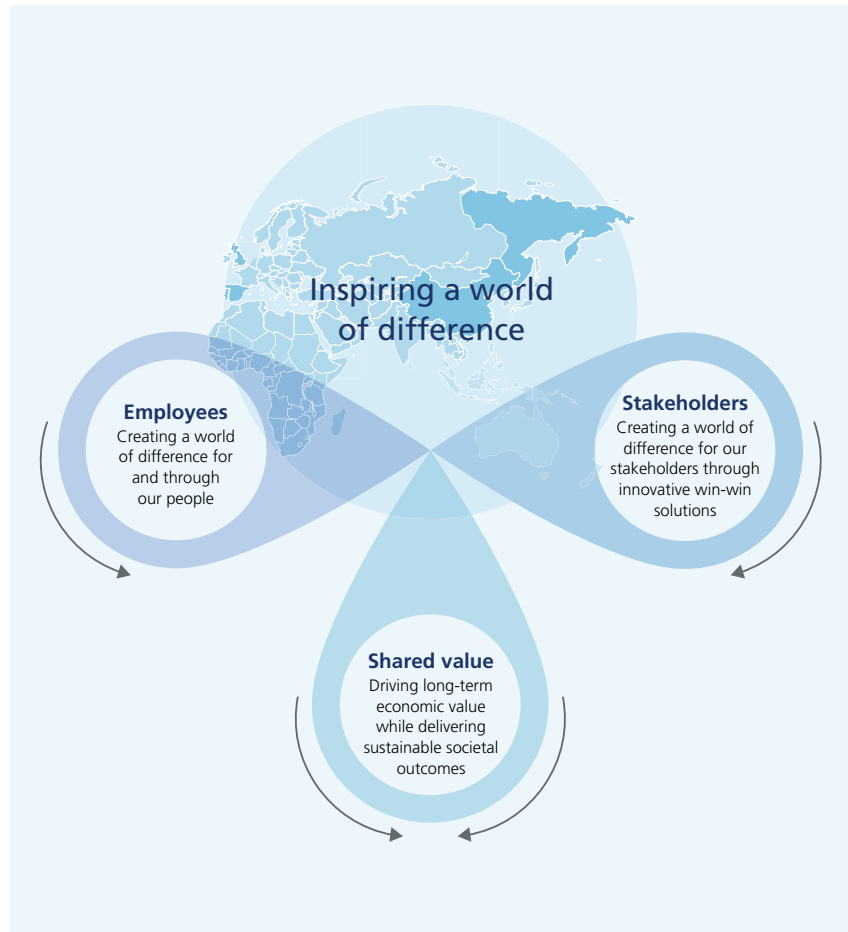 Inspiring a world
of difference
Employees
Creating a world
of difference for
and through
our people
Stakeholders
Creating a world of
difference for our
stakeholders through
innovative win-win
solutions
Shared value
Driving long-term
economic value
while delivering
sustainable societal
outcomes